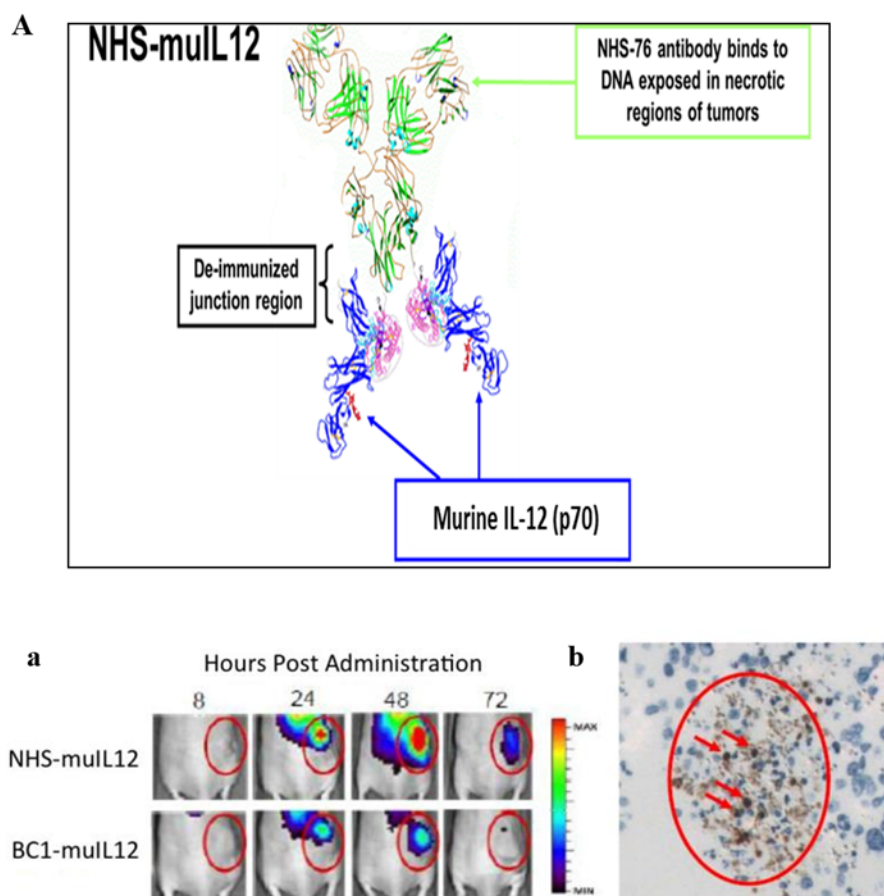 A
NHS-muIL12
NHS-76 antibody binds to
DNA exposed in necrotic
regions of tumors
De-immunized
junction region
Murine IL-12 (p70)
a
b
Hours Post Administration
8 24 48 72
NHS-muIL12
BC1-muIL12
MAX
MIN